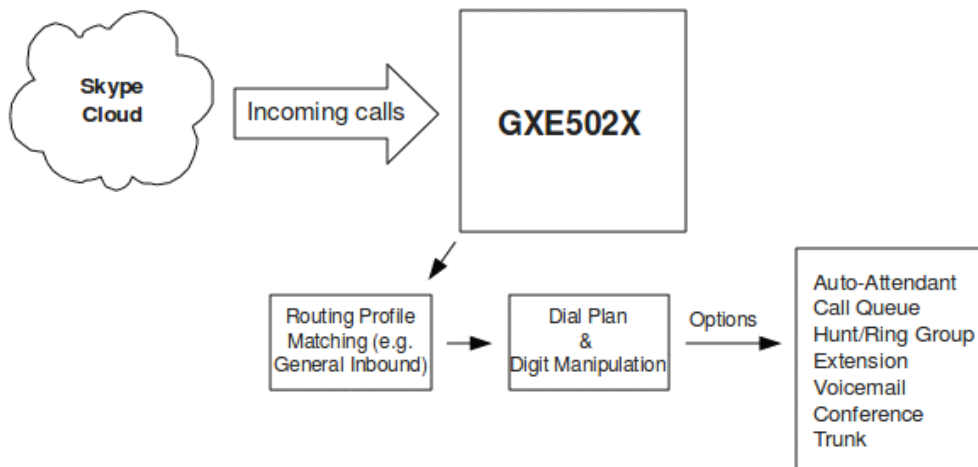 Skype
Cloud
Incoming calls
GXE502X
Routing Profile
Matching (e.g.
General Inbound)
Dial Plan
&
Digit Manipulation
Options
Auto-Attendant
Call Queue
Hunt/Ring Group
Extension
Voicemail
Conference
Trunk